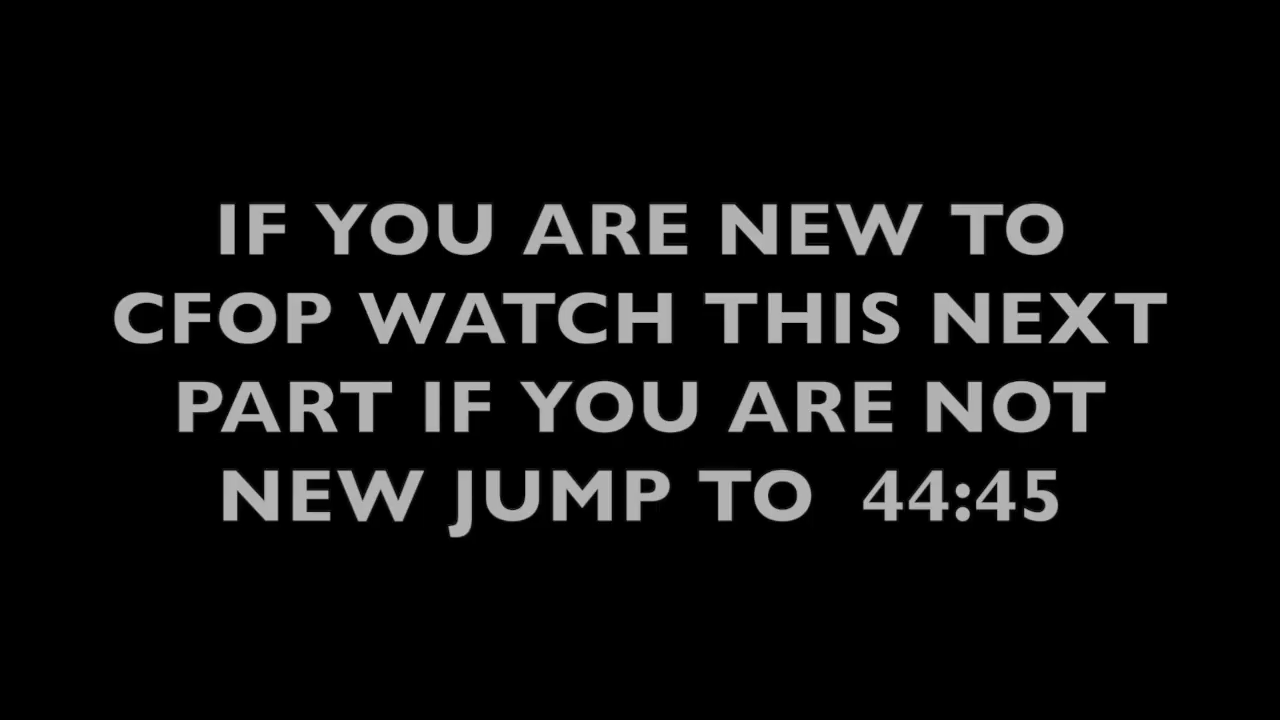 IF YOU ARE NEW TO
CFOP WATCH THIS NEXT
PART IF YOU ARE NOT
NEW JUMP TO  44:45